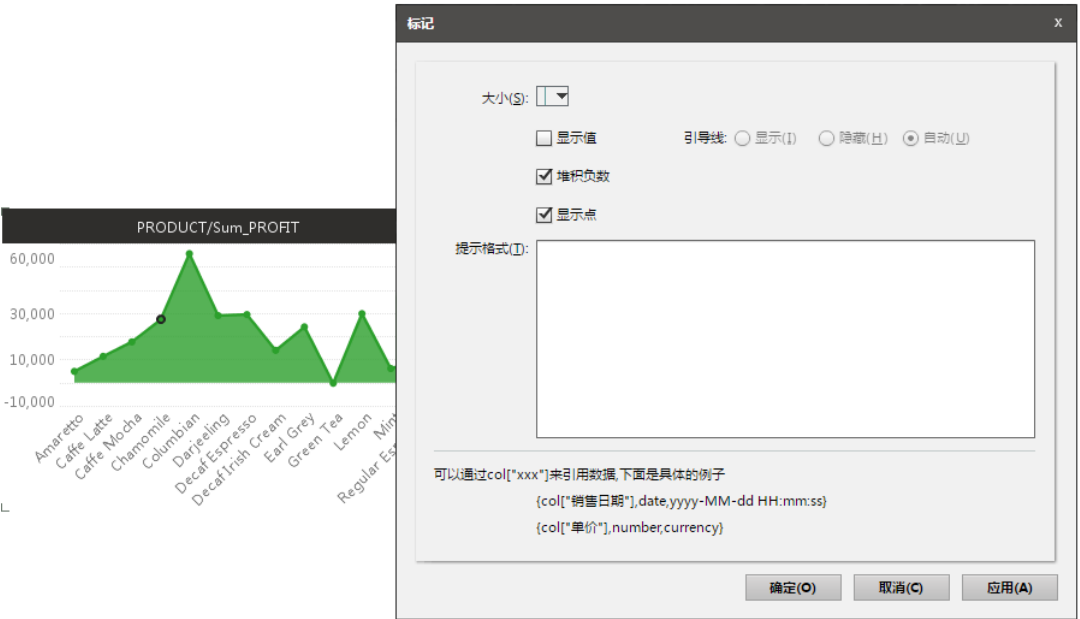 标记
x
大小(S):
显示值
引导线: 显示(I) 隐藏(H) 自动(U)
堆积负数
显示点
提示格式(T):
可以通过col["xxx"]来引用数据,下面是具体的例子
{col["销售日期"],date,yyyy-MM-dd HH:mm:ss}
{col["单价"],number,currency}
确定(O) 取消(C) 应用(A)
PRODUCT/Sum_PROFIT
60,000
30,000
10,000
-10,000
Amaretto
Caffe Latte
Caffe Mocha
Chamomile
Columbian
Darjeeling
Decaf Espresso
Decaf Irish Cream
Earl Grey
Green Tea
Lemon
Mint
Regular Es